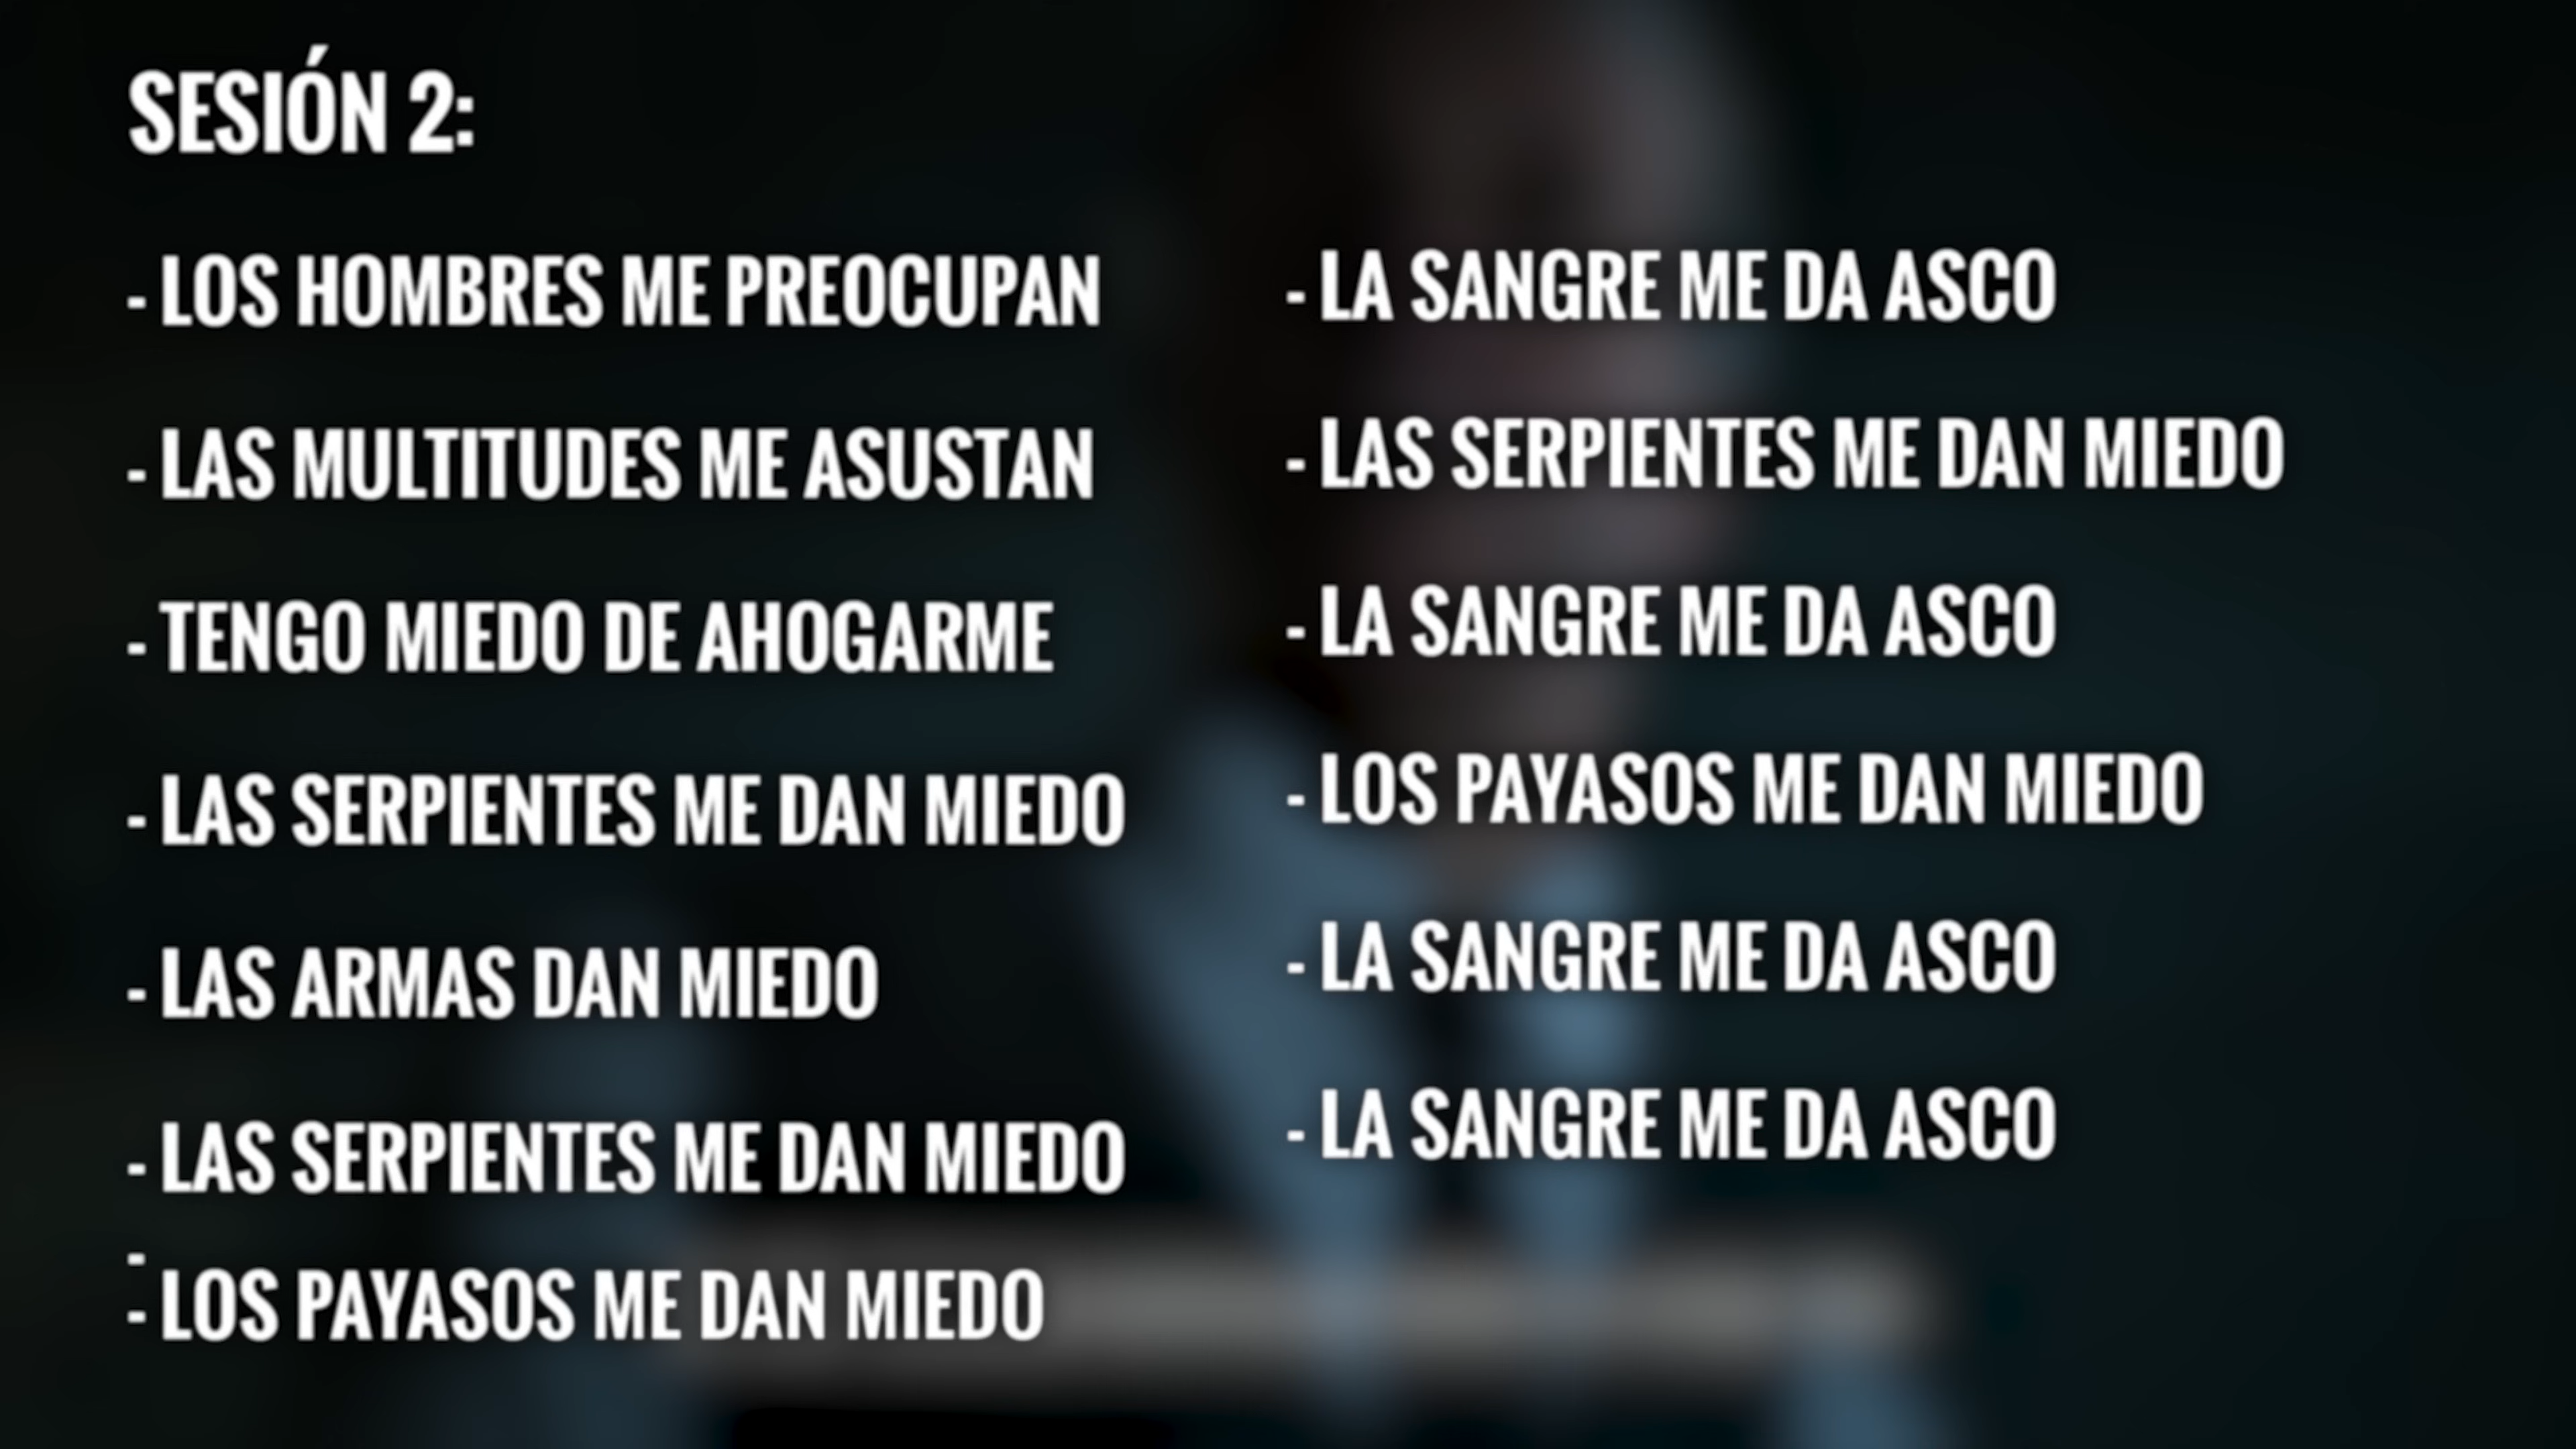 SESIÓN 2:
- LOS HOMBRES ME PREOCUPAN
- LAS MULTITUDES ME ASUSTAN
- TENGO MIEDO DE AHOGARME
- LAS SERPIENTES ME DAN MIEDO
- LAS ARMAS DAN MIEDO
- LAS SERPIENTES ME DAN MIEDO
-
- LOS PAYASOS ME DAN MIEDO
- LA SANGRE ME DA ASCO
- LAS SERPIENTES ME DAN MIEDO
- LA SANGRE ME DA ASCO
- LOS PAYASOS ME DAN MIEDO
- LA SANGRE ME DA ASCO
- LA SANGRE ME DA ASCO